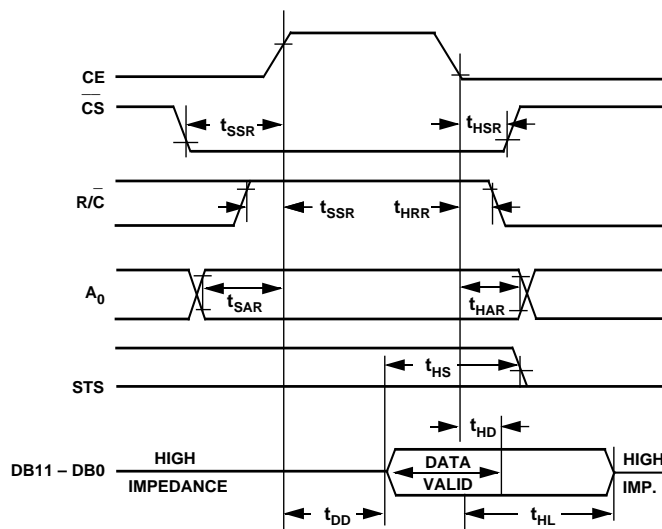 CE
CS
tSSR
tHSR
R/C
tSSR
tHRR
A0
tSAR
tHAR
STS
tHS
tHD
DB11 – DB0
HIGH
IMPEDANCE
DATA
VALID
HIGH
IMP.
tDD
tHL